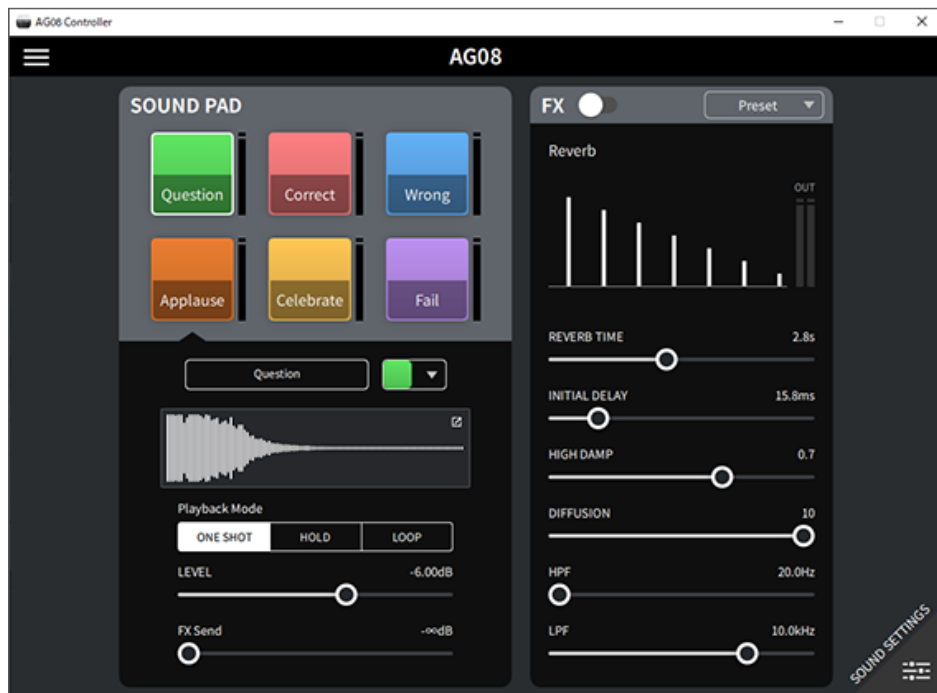 AG08 Controller
AG08
SOUND PAD
Question
Correct
Wrong
Applause
Celebrate
Fail
Question
Playback Mode
ONE SHOT
HOLD
LOOP
LEVEL
-6.00dB
FX Send
-∞dB
FX
Preset
Reverb
OUT
REVERB TIME
2.8s
INITIAL DELAY
15.8ms
HIGH DAMP
0.7
DIFFUSION
10
HPF
20.0Hz
LPF
10.0kHz
SOUND SETTINGS